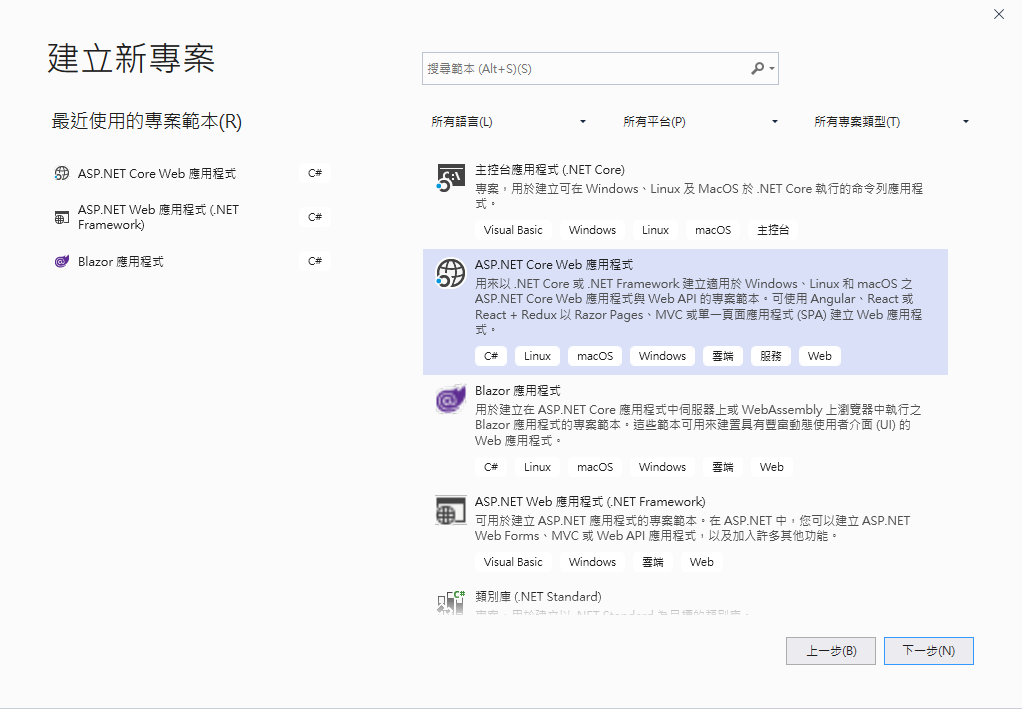 建立新專案
搜尋範本 (Alt+S)(S)
最近使用的專案範本(R)
所有語言(L)
所有平台(P)
所有專案類型(T)
ASP.NET Core Web 應用程式
C#
ASP.NET Web 應用程式 (.NET
Framework)
C#
Blazor 應用程式
C#
主控台應用程式 (.NET Core)
專案，用於建立可在 Windows、Linux 及 MacOS 於 .NET Core 執行的命令列應用程
式。
Visual Basic
Windows
Linux
macOS
主控台
ASP.NET Core Web 應用程式
用來以 .NET Core 或 .NET Framework 建立適用於 Windows、Linux 和 macOS 之
ASP.NET Core Web 應用程式與 Web API 的專案範本。可使用 Angular、React 或
React + Redux 以 Razor Pages、MVC 或單一頁面應用程式 (SPA) 建立 Web 應用程
式。
C#
Linux
macOS
Windows
雲端
服務
Web
Blazor 應用程式
用於建立在 ASP.NET Core 應用程式中伺服器上或 WebAssembly 上瀏覽器中執行之
Blazor 應用程式的專案範本。這些範本可用來建置具有豐富動態使用者介面 (UI) 的
Web 應用程式。
C#
Linux
macOS
Windows
雲端
Web
ASP.NET Web 應用程式 (.NET Framework)
可用於建立 ASP.NET 應用程式的專案範本。在 ASP.NET 中，您可以建立 ASP.NET
Web Forms、MVC 或 Web API 應用程式，以及加入許多其他功能。
Visual Basic
Windows
雲端
Web
類別庫 (.NET Standard)
專案，用於建立以 .NET Standard 為目標的類別庫。
上一步(B)
下一步(N)